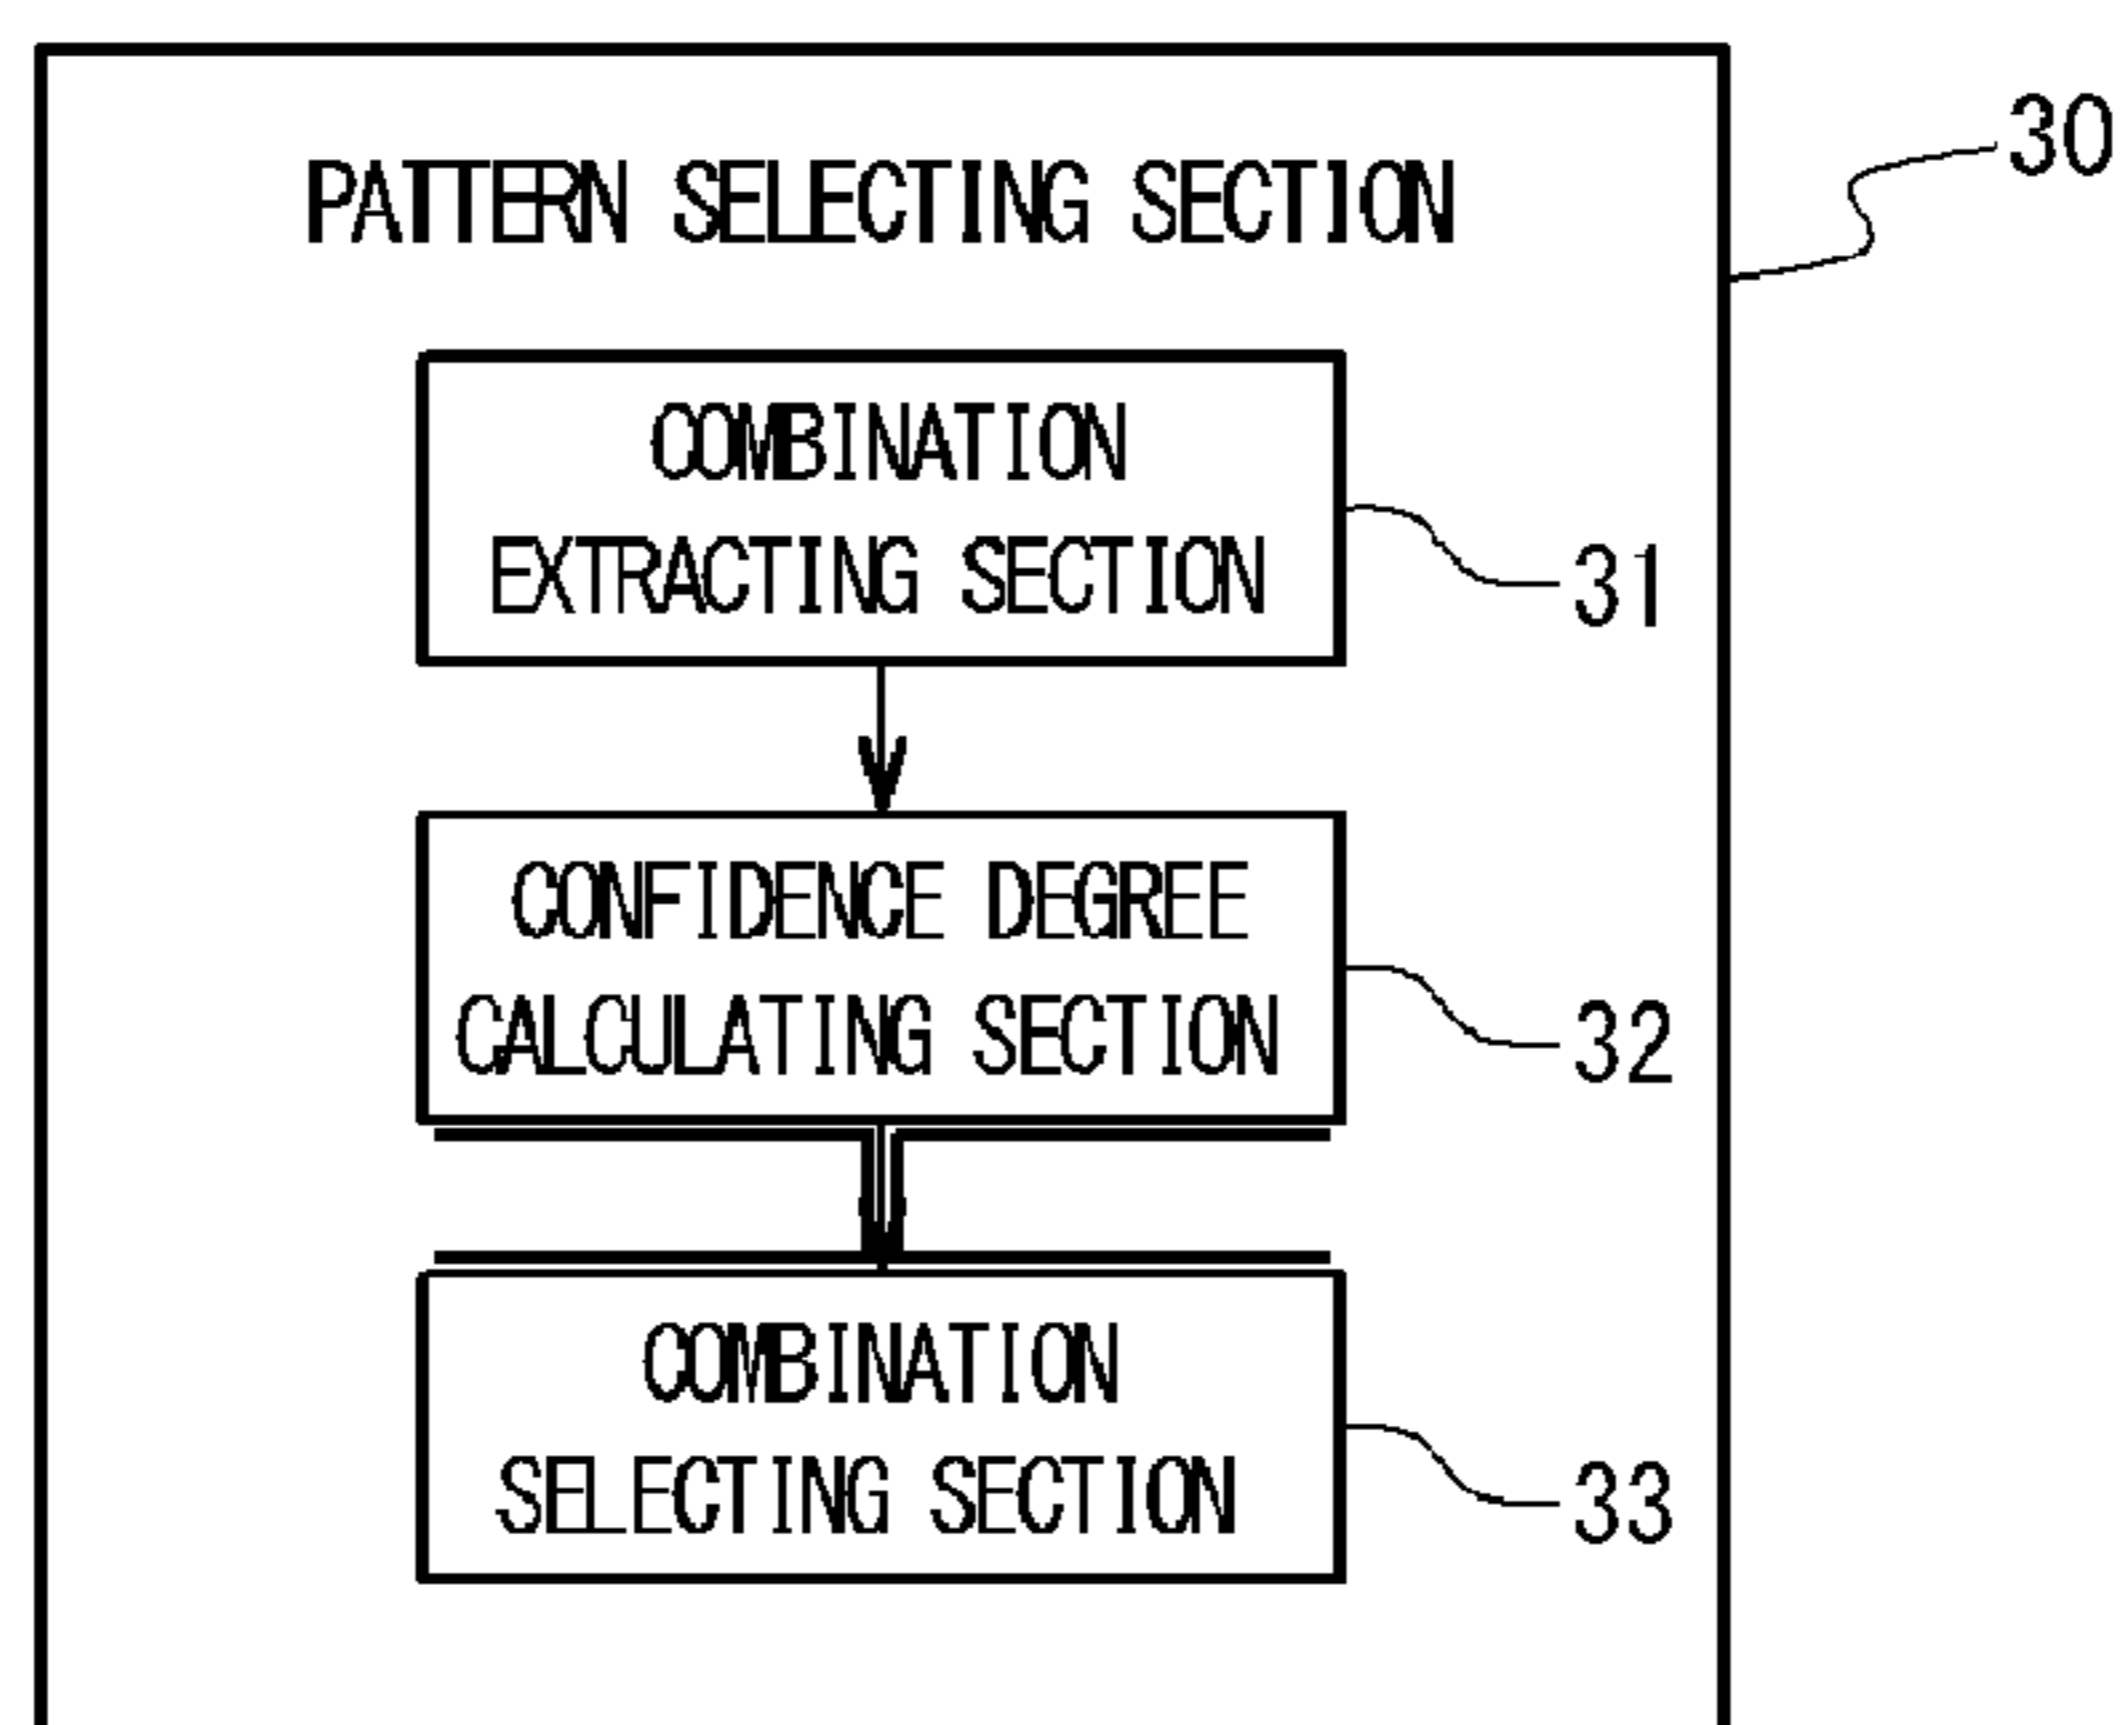 30
PATTERN SELECTING SECTION
COMBINATION
EXTRACTING SECTION
31
CONFIDENCE DEGREE
CALCULATING SECTION
32
COMBINATION
SELECTING SECTION
33